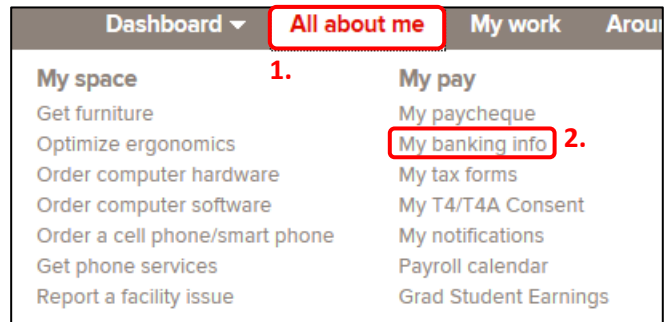 Dashboard All about me My work
1.
My space
Get furniture
Optimize ergonomics
Order computer hardware
Order computer software
Order a cell phone/smart phone
Get phone services
Report a facility issue
My pay
My paycheque
My banking info 2.
My tax forms
My T4/T4A Consent
My notifications
Payroll calendar
Grad Student Earnings